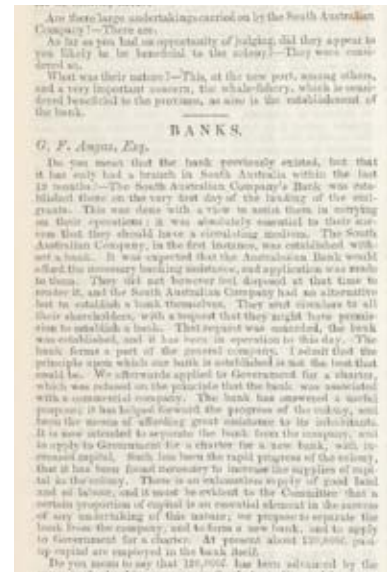 Are there large undertakings carried on by the South Australian
Company?—There are.
As far as you had an opportunity of judging, did they appear to
you likely to be beneficial to the colony?—They were consi-
dered so.
What was their nature?—This, at the new port, among others,
and a very important concern, the whale-fishery, which is consi-
dered beneficial to the province, as also is the establishment of
the bank.
BANKS.
G. F. Angas, Esq.
Do you mean that the bank previously existed, but that
it has only had a branch in South Australia within the last
12 months?—The South Australian Company's Bank was esta-
blished there on the very first day of the landing of the emi-
grants. This was done with a view to assist them in carrying
on their operations; it was absolutely essential to their suc-
cess that they should have a circulating medium. The South
Australian Company, in the first instance, was established with-
out a bank. It was expected that the Australasian Bank would
afford the necessary banking assistance, and application was made
to them. They did not however feel disposed at that time to
render it, and the South Australian Company had no alternative
but to establish a bank themselves. They sent circulars to all
their shareholders, with a request that they might have permis-
sion to establish a bank. That request was conceded, the bank
was established, and it has been in operation to this day. The
bank forms a part of the general company. I admit that the
principle upon which our bank is established is not the best that
could be. We afterwards applied to Government for a charter,
which was refused on the principle that the bank was associated
with a commercial company. The bank has answered a useful
purpose; it has helped forward the progress of the colony, and
been the means of affording great assistance to its inhabitants.
It is now intended to separate the bank from the company, and
to apply to Government for a charter for a new bank, with in-
creased capital. Such has been the rapid progress of the colony,
that it has been found necessary to increase the supplies of capi-
tal in the colony. There is an exhaustless supply of good land
and of labour, and it must be evident to the Committee that a
certain proportion of capital is an essential element in the success
of any undertaking of this nature; we propose to separate the
bank from the company, and to form a new bank, and to apply
to Government for a charter. At present about paid-
up capital are employed in the bank itself.
Do you mean to say that has been advanced by the